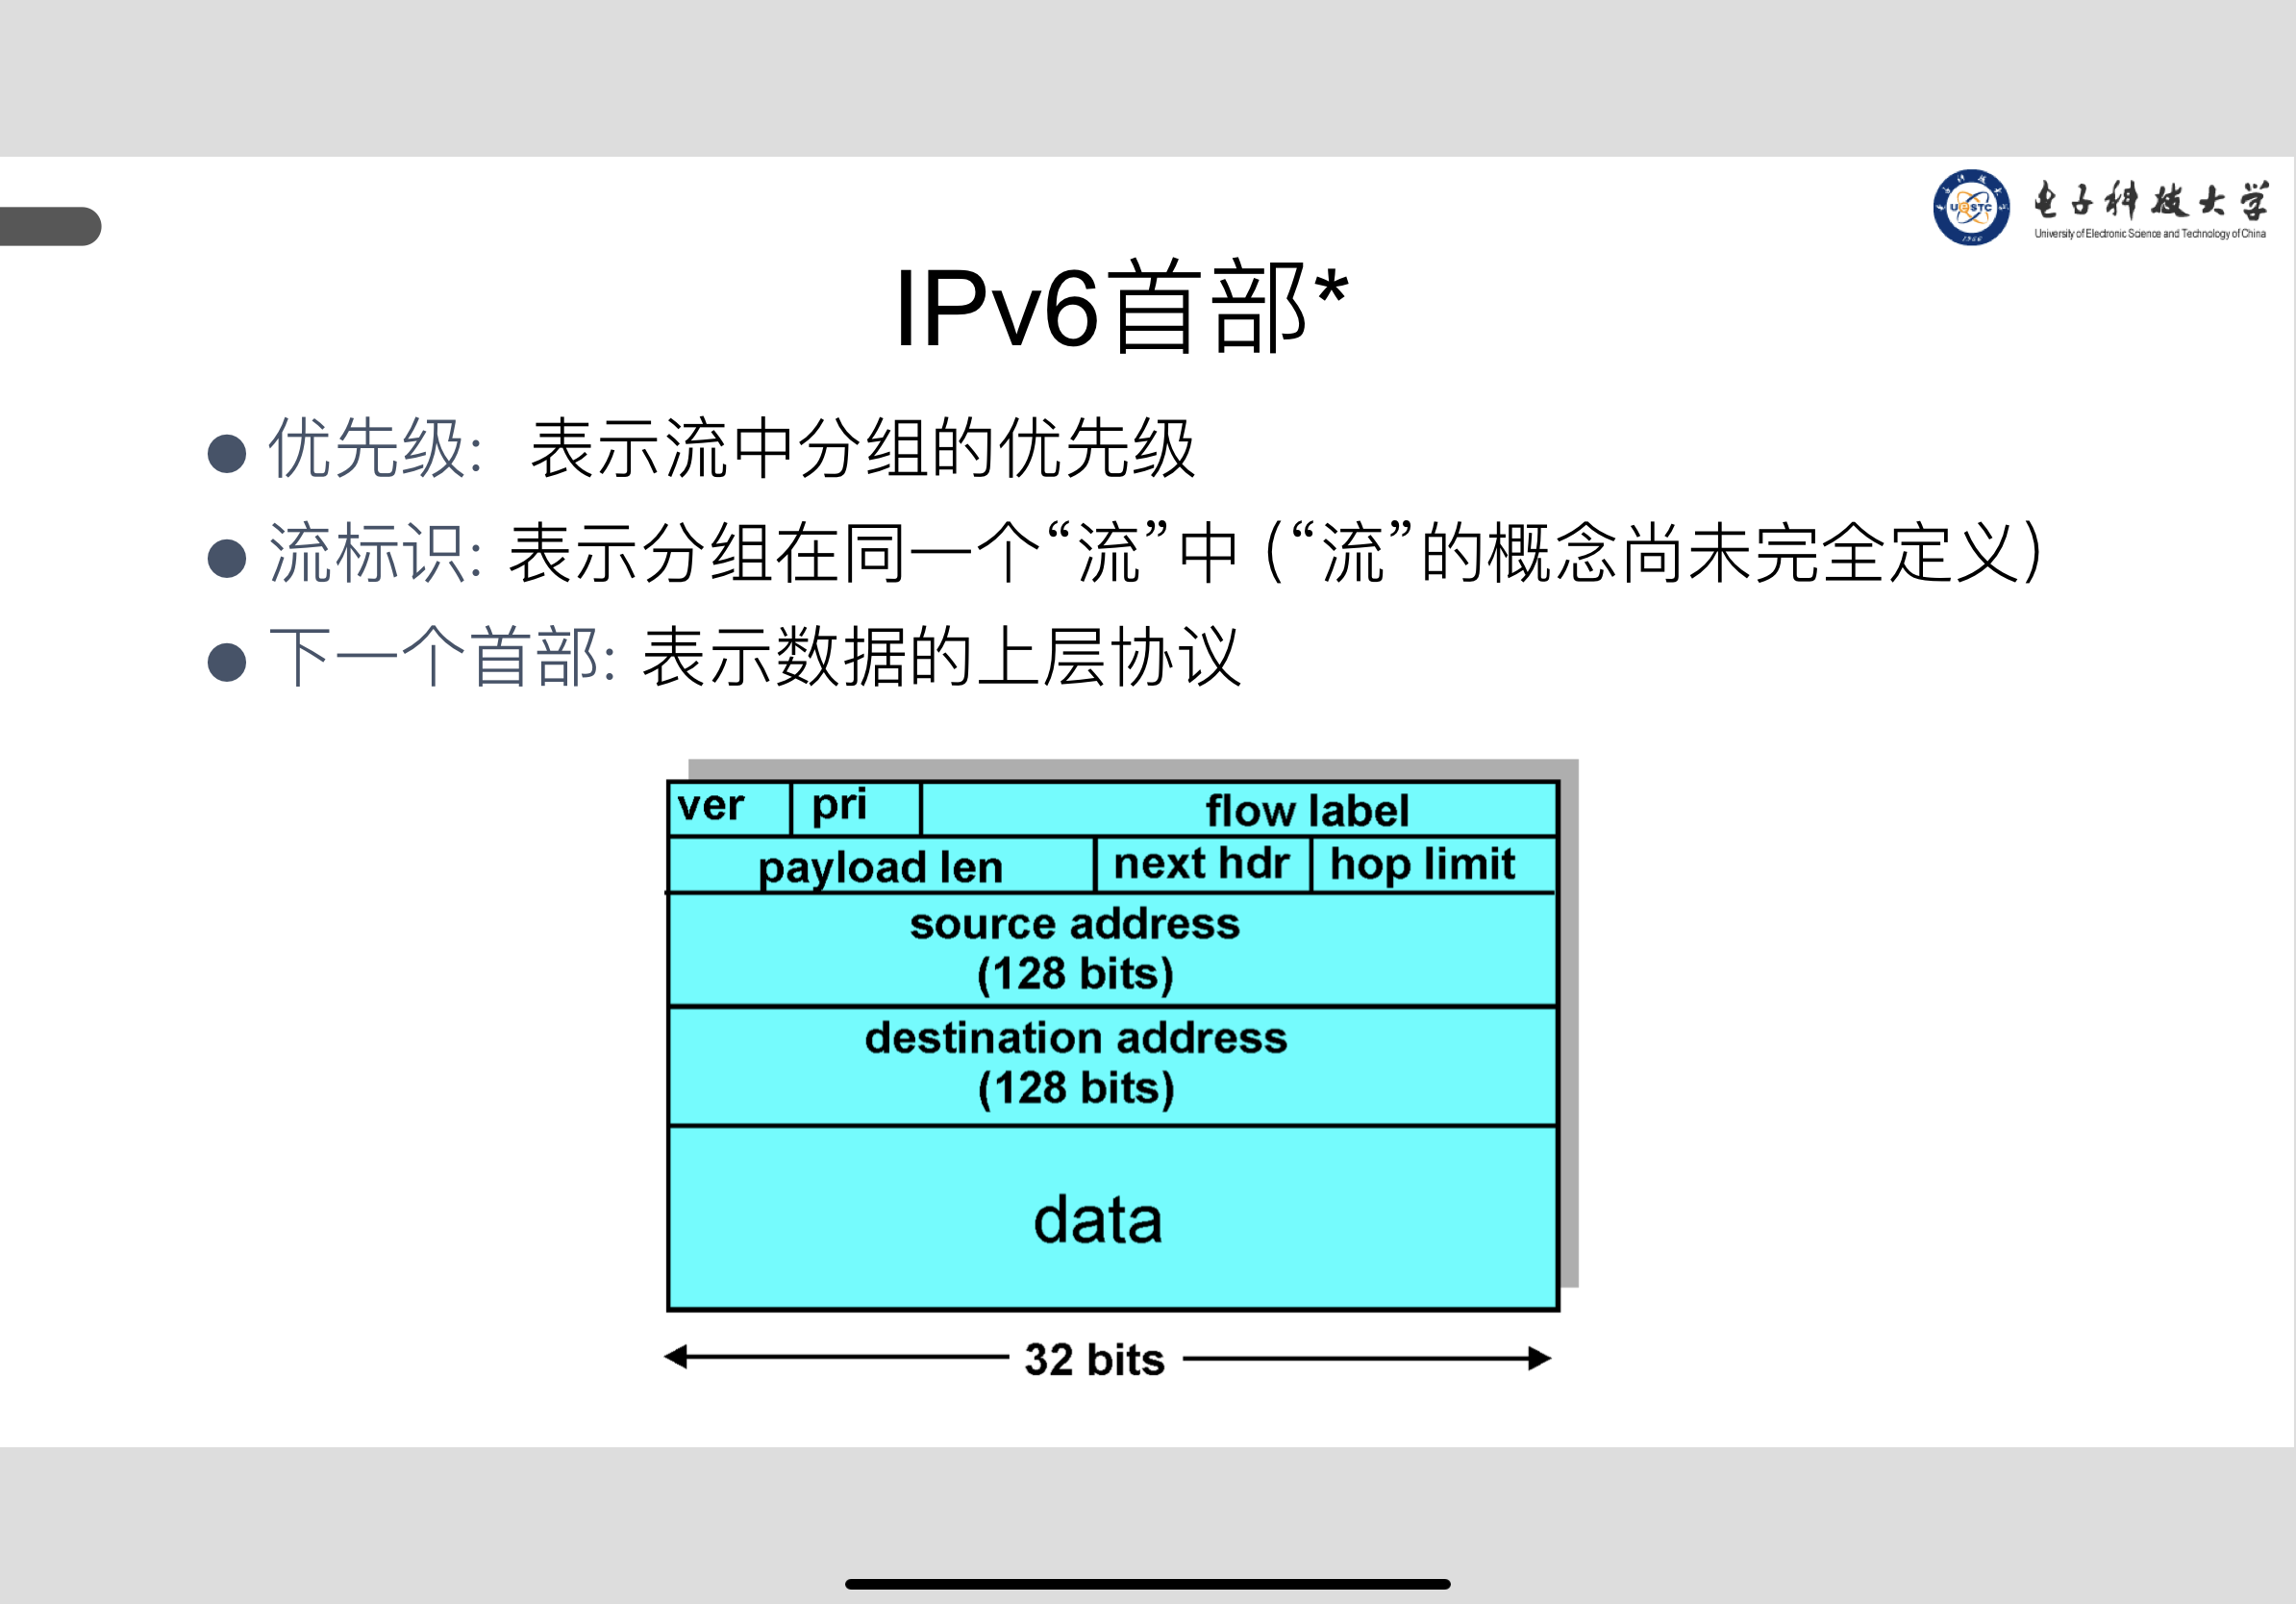 电子科技大学
University of Electronic Science and Technology of China
UESTC
1956
IPv6首部*
优先级: 表示流中分组的优先级
流标识: 表示分组在同一个“流”中 (“流”的概念尚未完全定义)
下一个首部: 表示数据的上层协议
ver pri flow label
payload len next hdr hop limit
source address
(128 bits)
destination address
(128 bits)
data
32 bits